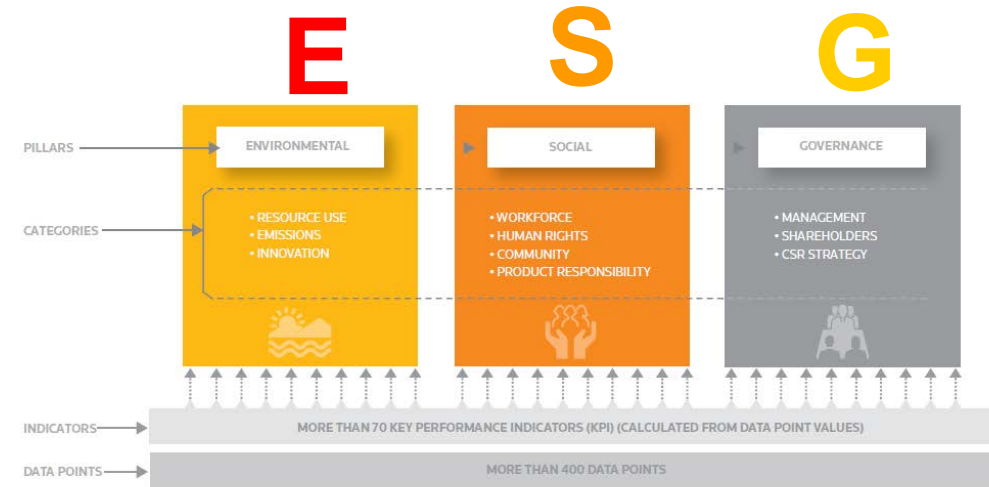 E S G
PILLARS
ENVIRONMENTAL
SOCIAL
GOVERNANCE
CATEGORIES
• RESOURCE USE
• EMISSIONS
• INNOVATION
• WORKFORCE
• HUMAN RIGHTS
• COMMUNITY
• PRODUCT RESPONSIBILITY
• MANAGEMENT
• SHAREHOLDERS
• CSR STRATEGY
INDICATORS
MORE THAN 70 KEY PERFORMANCE INDICATORS (KPI) (CALCULATED FROM DATA POINT VALUES)
DATA POINTS
MORE THAN 400 DATA POINTS